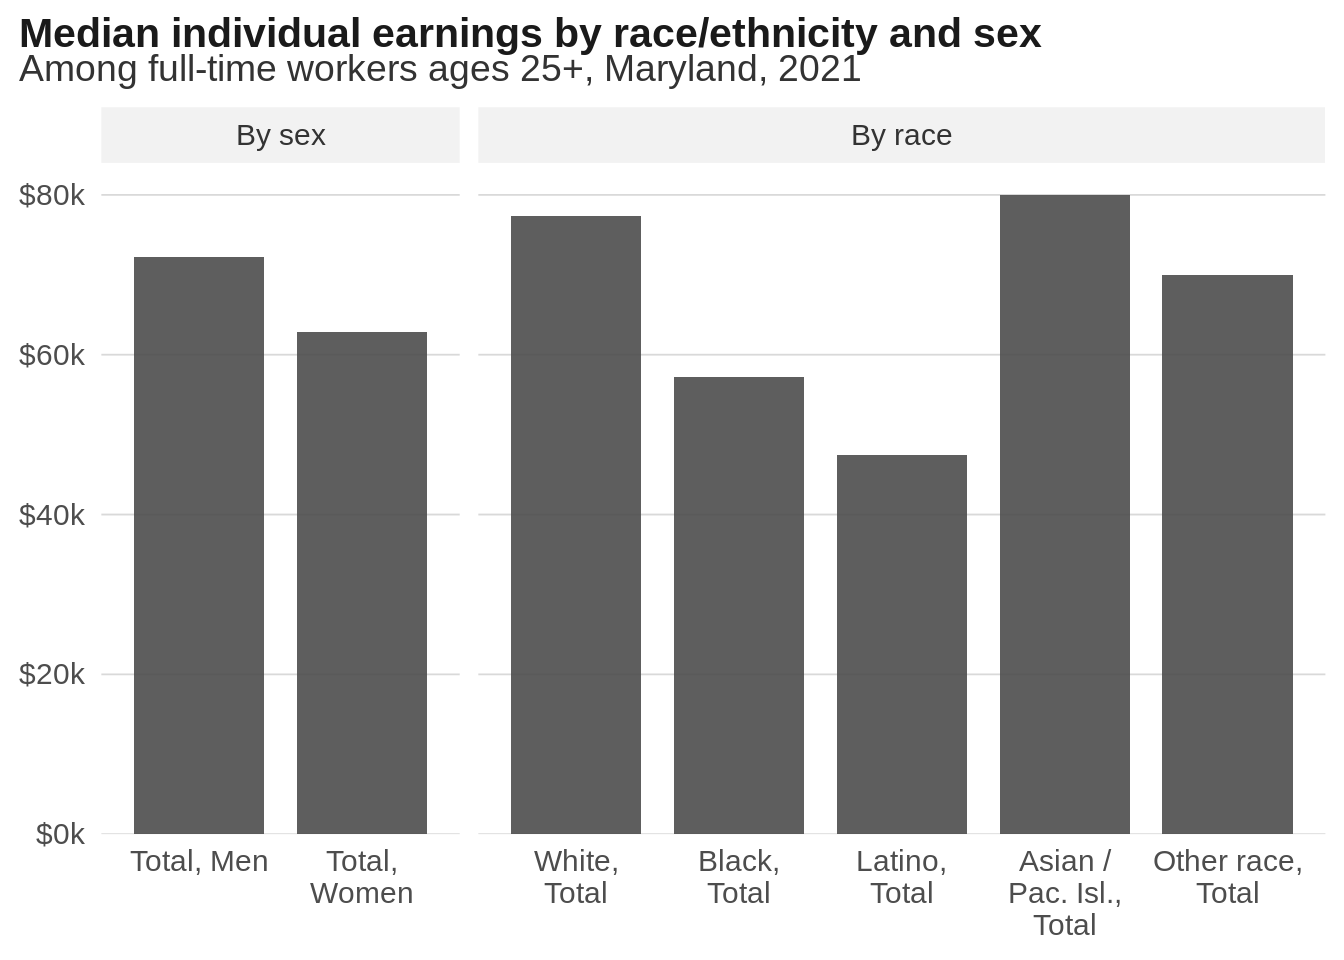 Median individual earnings by race/ethnicity and sex
Among full-time workers ages 25+, Maryland, 2021
By sex
By race
$80k
$60k
$40k
$20k
$0k
Total, Men
Total,
Women
White,
Total
Black,
Total
Latino,
Total
Asian /
Pac. Isl.,
Total
Other race,
Total